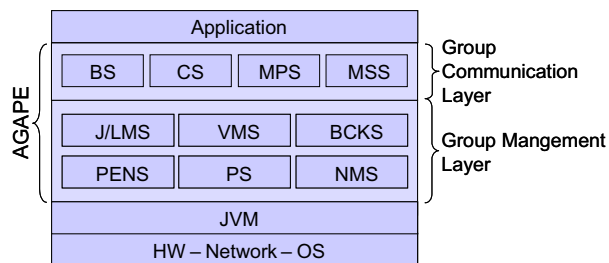 Application
AGAPE
BS CS MPS MSS
Group
Communication
Layer
J/LMS VMS BCKS
PENS PS NMS
Group Mangement
Layer
JVM
HW – Network – OS